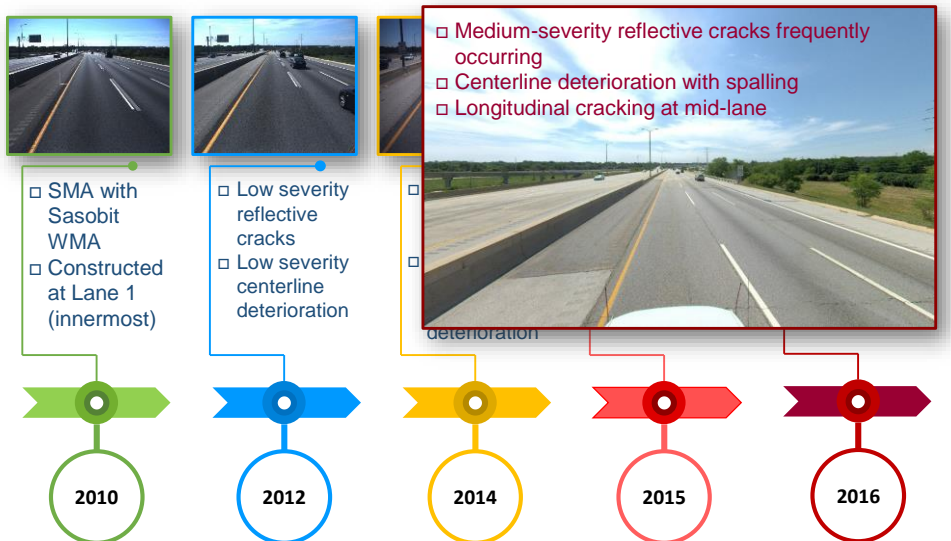 □ Medium-severity reflective cracks frequently
occurring
□ Centerline deterioration with spalling
□ Longitudinal cracking at mid-lane
□ SMA with
Sasobit
WMA
□ Constructed
at Lane 1
(innermost)
□ Low severity
reflective
cracks
□ Low severity
centerline
deterioration
□
□
deterioration
2010
2012
2014
2015
2016